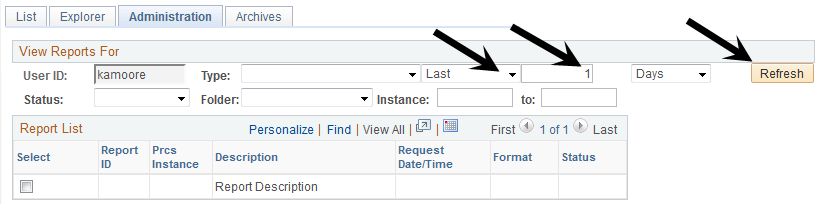 List Explorer Administration Archives
View Reports For
User ID: kamoore Type: Last 1 Days Refresh
Status: Folder: Instance: to:
Report List Personalize | Find | View All | | First 1 of 1 Last
Select Report ID Prcs Instance Description Request Date/Time Format Status
Report Description